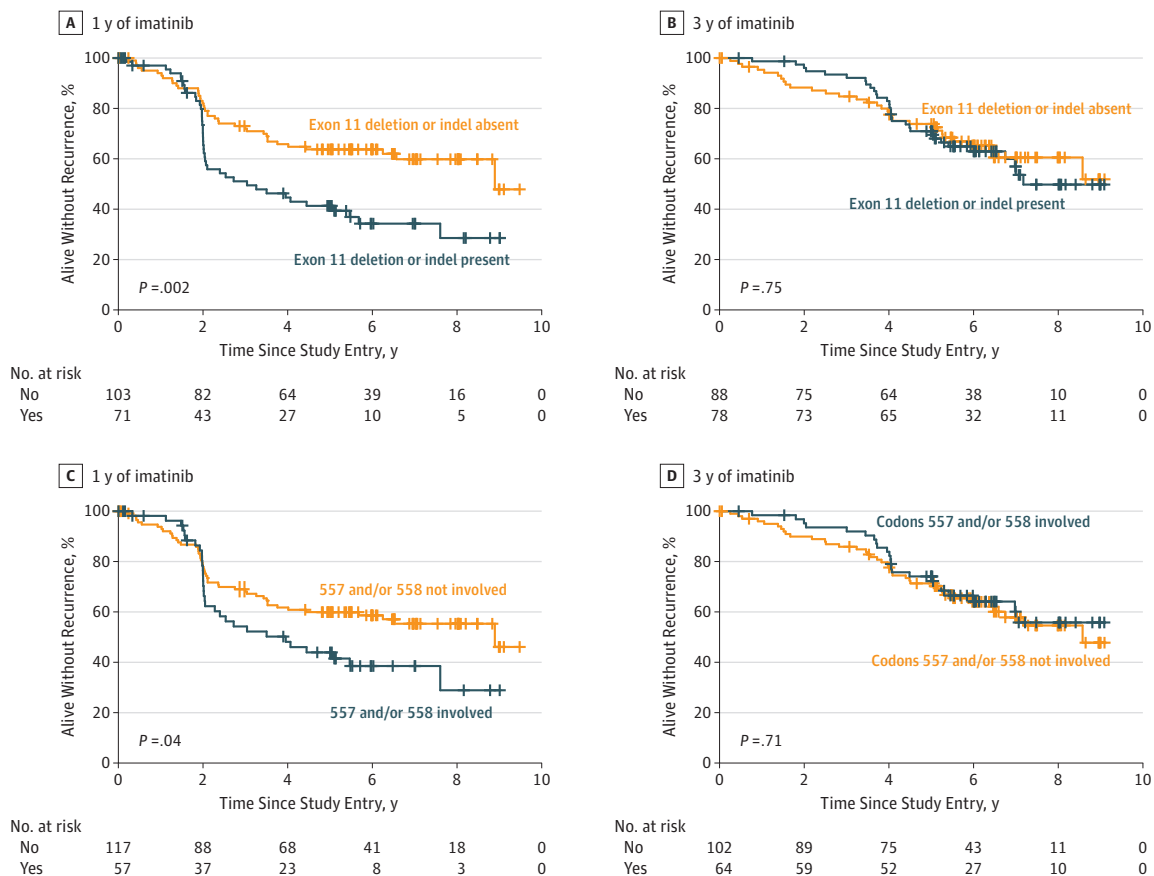 A 1 y of imatinib
100
80
60
40
20
0
Alive Without Recurrence, %
Exon 11 deletion or indel absent
Exon 11 deletion or indel present
P =.002
0 2 4 6 8 10
Time Since Study Entry, y
No. at risk
No 103 82 64 39 16 0
Yes 71 43 27 10 5 0
B 3 y of imatinib
100
80
60
40
20
0
Alive Without Recurrence, %
Exon 11 deletion or indel absent
Exon 11 deletion or indel present
P =.75
0 2 4 6 8 10
Time Since Study Entry, y
No. at risk
No 88 75 64 38 10 0
Yes 78 73 65 32 11 0
C 1 y of imatinib
100
80
60
40
20
0
Alive Without Recurrence, %
557 and/or 558 not involved
557 and/or 558 involved
P =.04
0 2 4 6 8 10
Time Since Study Entry, y
No. at risk
No 117 88 68 41 18 0
Yes 57 37 23 8 3 0
D 3 y of imatinib
100
80
60
40
20
0
Alive Without Recurrence, %
Codons 557 and/or 558 involved
Codons 557 and/or 558 not involved
P =.71
0 2 4 6 8 10
Time Since Study Entry, y
No. at risk
No 102 89 75 43 11 0
Yes 64 59 52 27 10 0